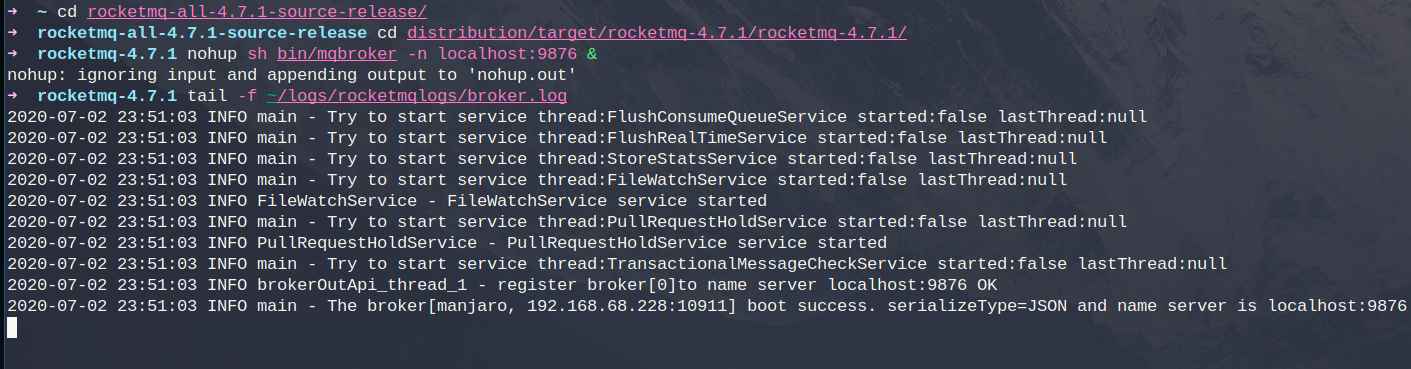 ➜  ~ cd rocketmq-all-4.7.1-source-release/
➜  rocketmq-all-4.7.1-source-release cd distribution/target/rocketmq-4.7.1/rocketmq-4.7.1/
➜  rocketmq-4.7.1 nohup sh bin/mqbroker -n localhost:9876 &
nohup: ignoring input and appending output to 'nohup.out'
➜  rocketmq-4.7.1 tail -f ~/logs/rocketmqlogs/broker.log
2020-07-02 23:51:03 INFO main - Try to start service thread:FlushConsumeQueueService started:false lastThread:null
2020-07-02 23:51:03 INFO main - Try to start service thread:FlushRealTimeService started:false lastThread:null
2020-07-02 23:51:03 INFO main - Try to start service thread:StoreStatsService started:false lastThread:null
2020-07-02 23:51:03 INFO main - Try to start service thread:FileWatchService started:false lastThread:null
2020-07-02 23:51:03 INFO FileWatchService - FileWatchService service started
2020-07-02 23:51:03 INFO main - Try to start service thread:PullRequestHoldService started:false lastThread:null
2020-07-02 23:51:03 INFO PullRequestHoldService - PullRequestHoldService service started
2020-07-02 23:51:03 INFO main - Try to start service thread:TransactionalMessageCheckService started:false lastThread:null
2020-07-02 23:51:03 INFO brokerOutApi_thread_1 - register broker[0]to name server localhost:9876 OK
2020-07-02 23:51:03 INFO main - The broker[manjaro, 192.168.68.228:10911] boot success. serializeType=JSON and name server is localhost:9876